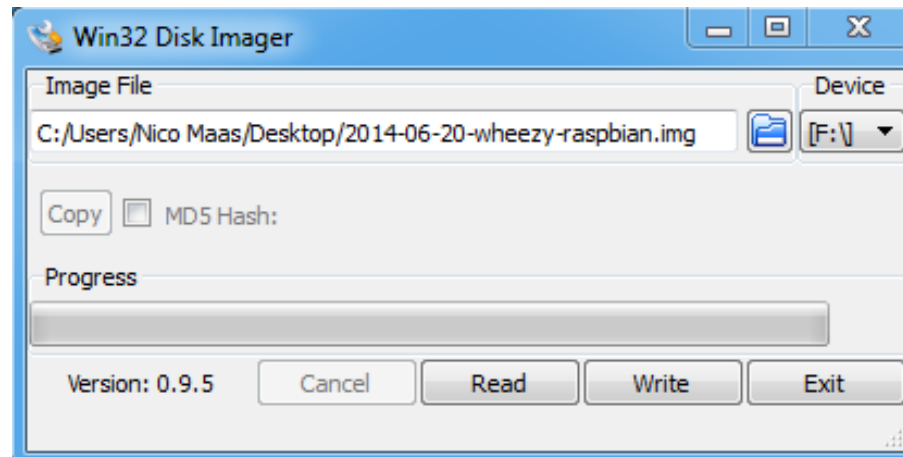 Win32 Disk Imager
Image File
Device
C:/Users/Nico Maas/Desktop/2014-06-20-wheezy-raspbian.img
[F:\]
Copy
MD5 Hash:
Progress
Version: 0.9.5
Cancel
Read
Write
Exit